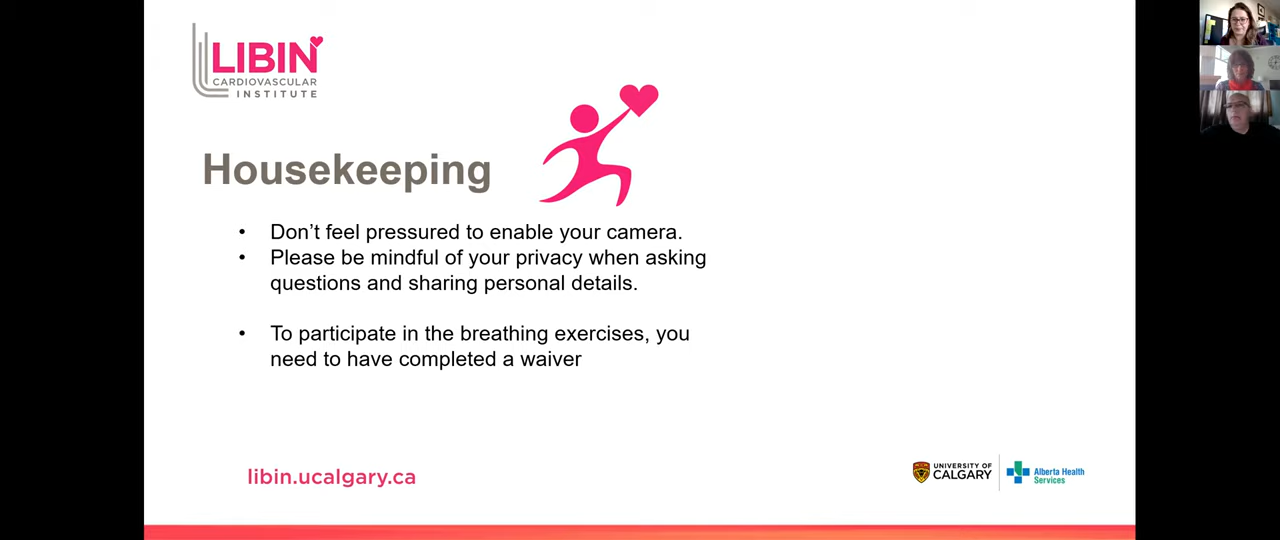 LIBIN
CARDIOVASCULAR
INSTITUTE
Housekeeping
• Don’t feel pressured to enable your camera.
• Please be mindful of your privacy when asking
questions and sharing personal details.
• To participate in the breathing exercises, you
need to have completed a waiver
libin.ucalgary.ca
UNIVERSITY OF
CALGARY
Alberta Health
Services